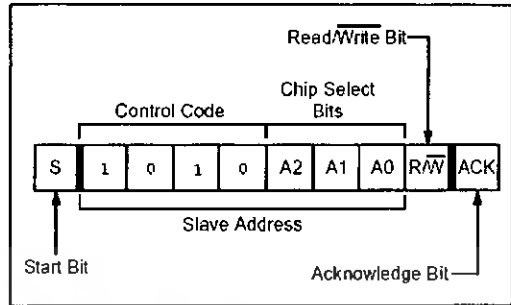 Read/Write Bit
Chip Select
Control Code Bits
S 1 0 1 0 A2 A1 A0 R/W ACK
Slave Address
Start Bit
Acknowledge Bit